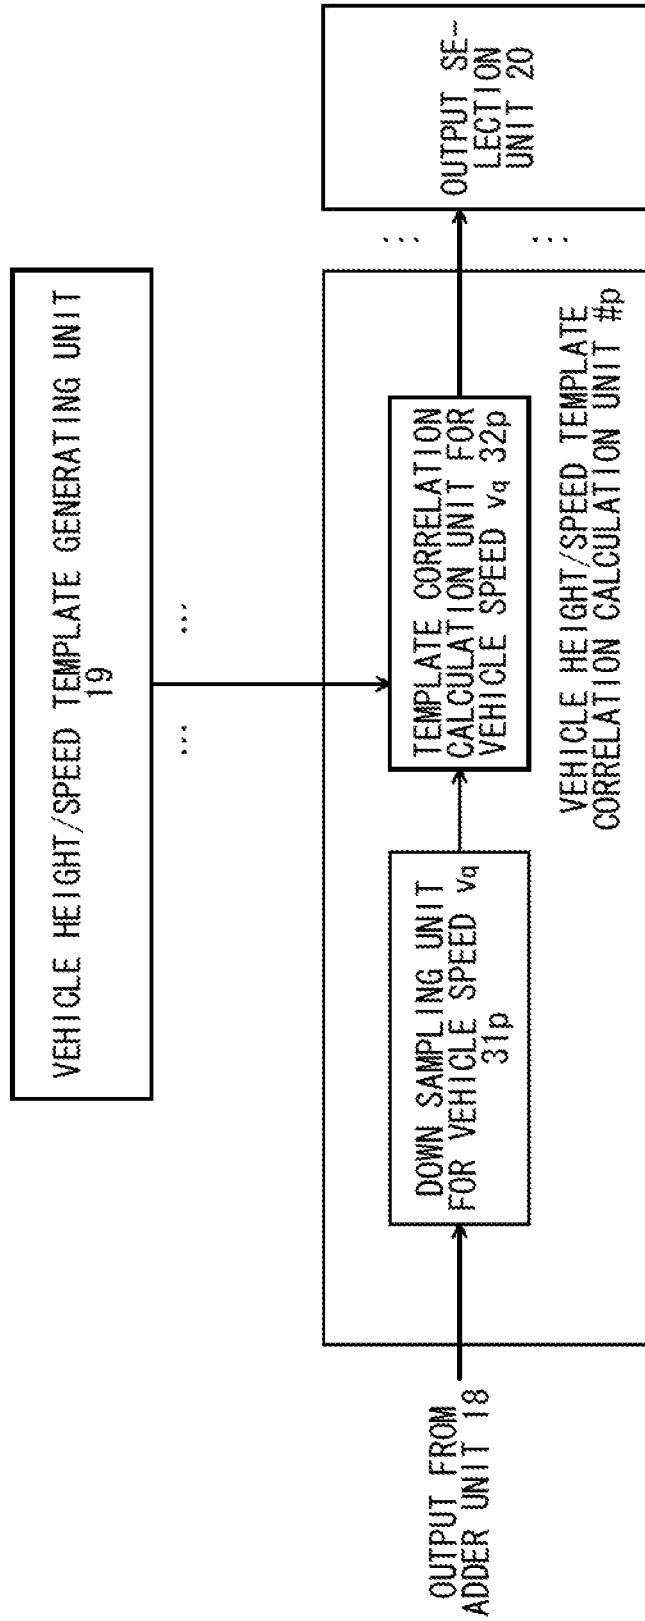 VEHICLE HEIGHT/SPEED TEMPLATE GENERATING UNIT
19
...
...
OUTPUT FROM
ADDER UNIT 18
DOWN SAMPLING UNIT
FOR VEHICLE SPEED Vq
31p
TEMPLATE CORRELATION
CALCULATION UNIT FOR
VEHICLE SPEED Vq 32p
VEHICLE HEIGHT/SPEED TEMPLATE
CORRELATION CALCULATION UNIT #p
...
...
OUTPUT SE-
LECTION
UNIT 20